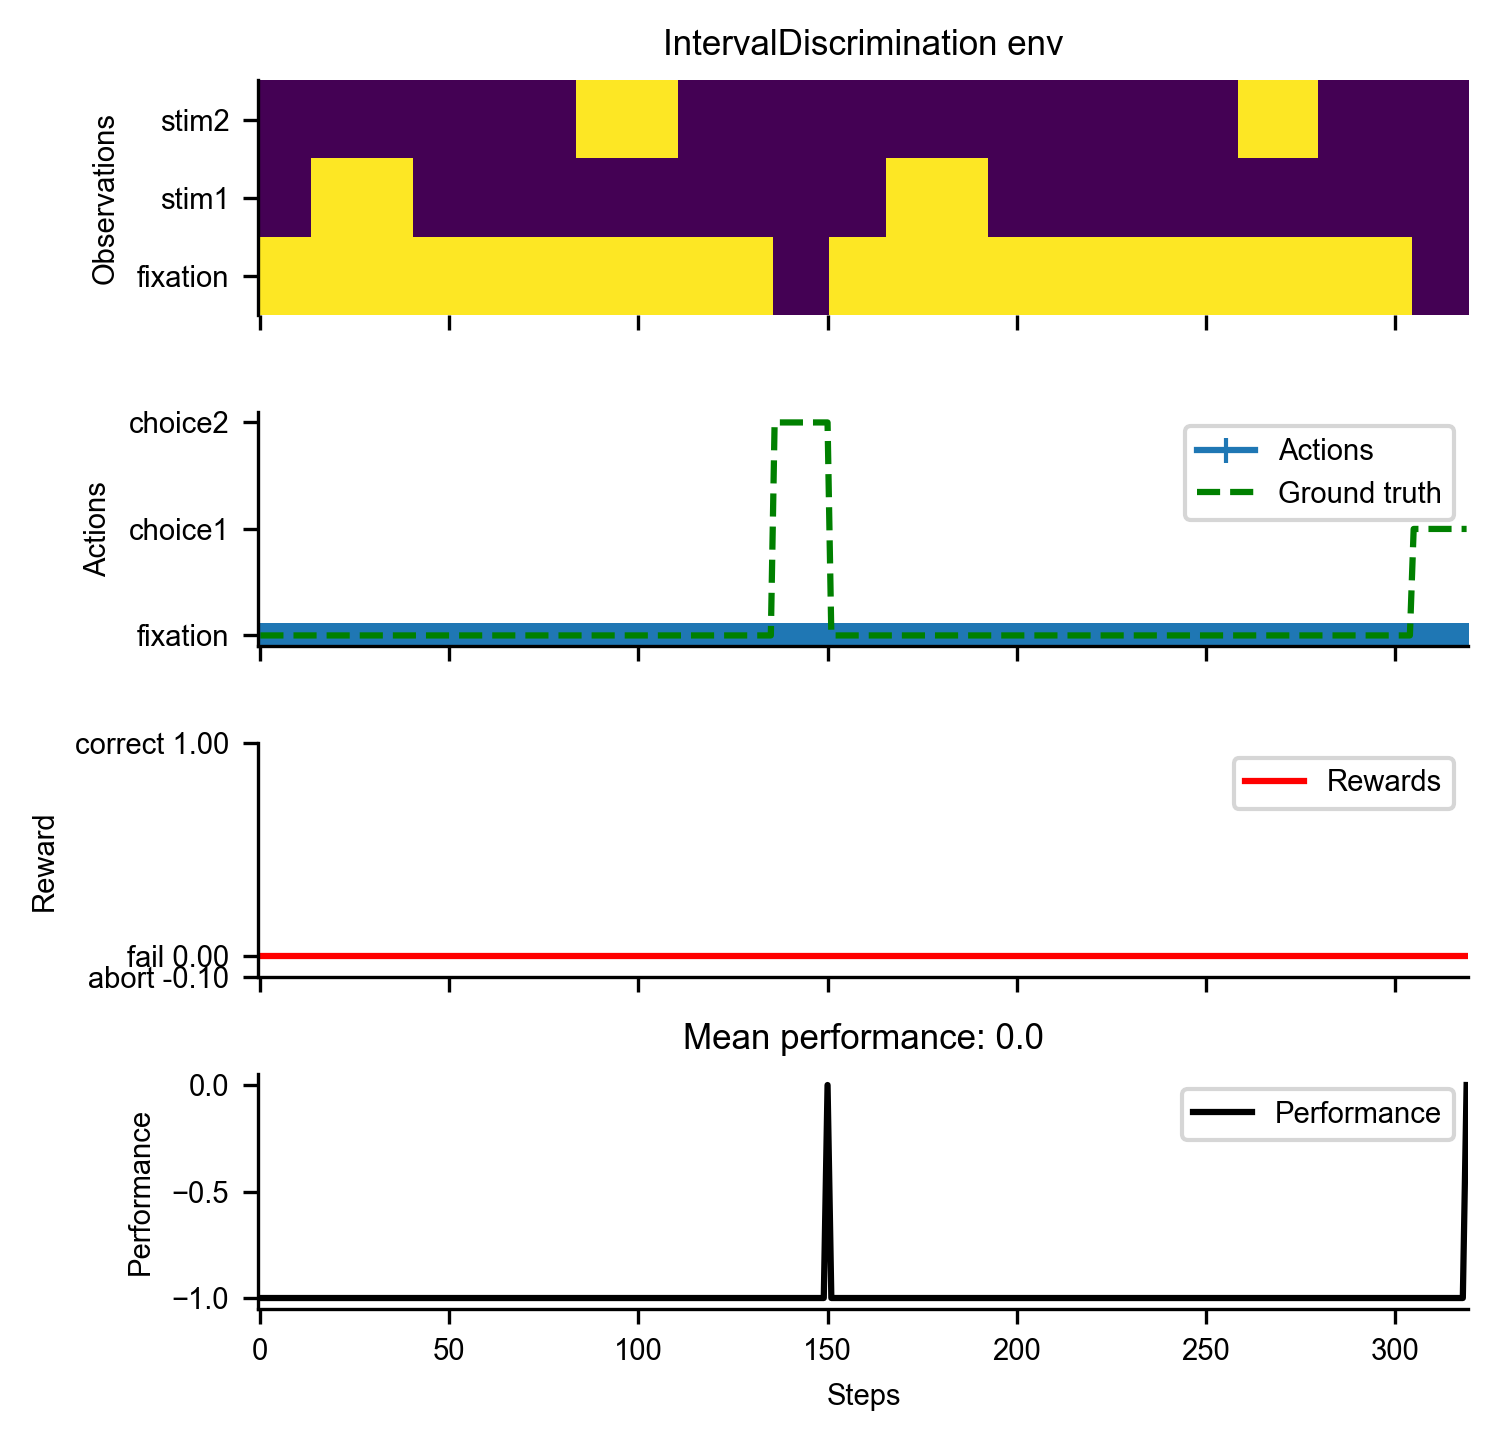 IntervalDiscrimination env
Observations
stim2
stim1
fixation
Actions
choice2
choice1
fixation
Actions
Ground truth
Reward
correct 1.00
fail 0.00
abort -0.10
Rewards
Mean performance: 0.0
Performance
0.0
−0.5
−1.0
Performance
0 50 100 150 200 250 300
Steps